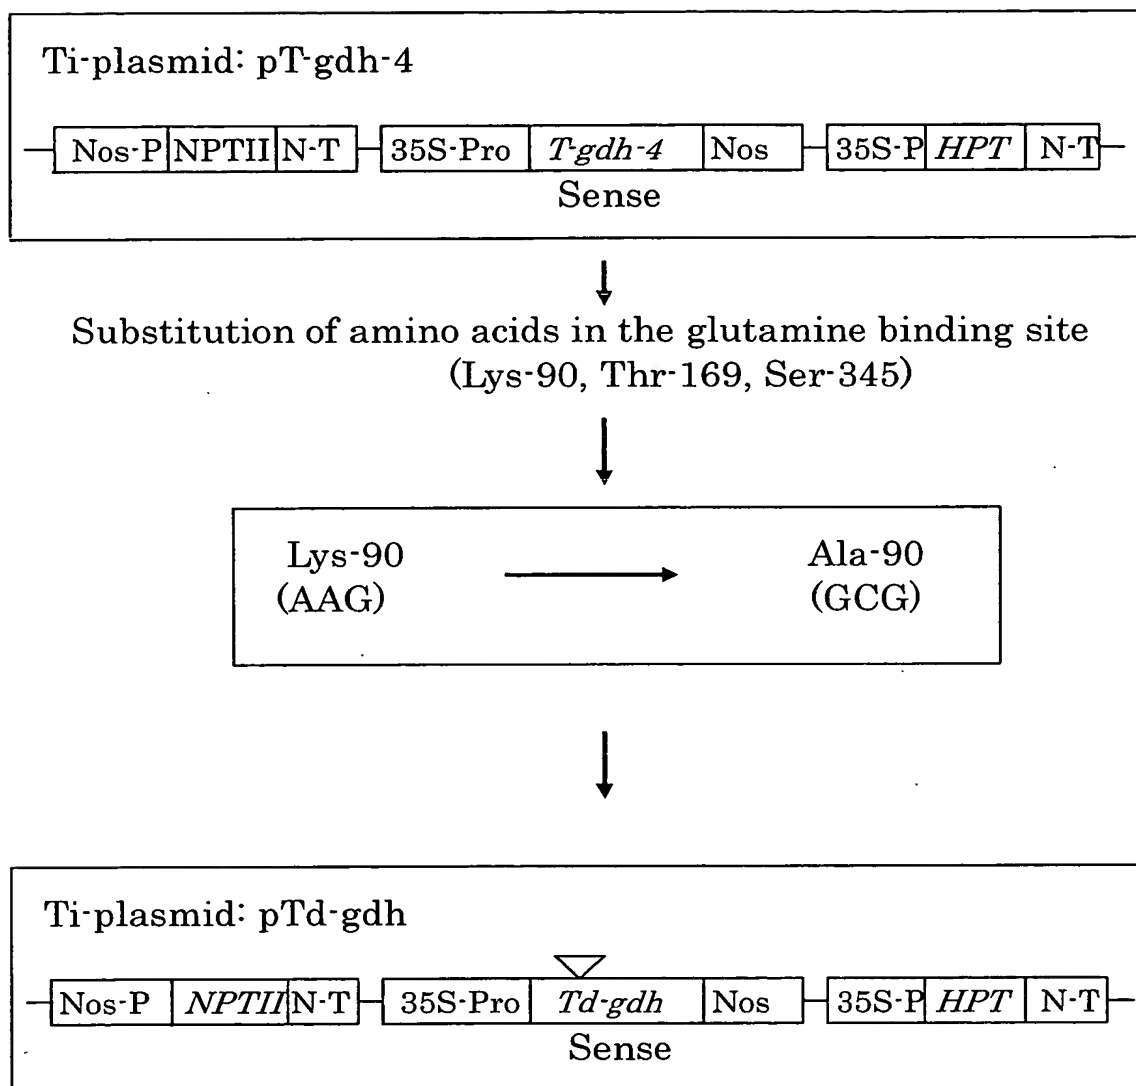 Ti-plasmid: pT-gdh-4
Nos-P NPTII N-T 35S-Pro T-gdh-4 Nos 35S-P HPT N-T
Sense
Substitution of amino acids in the glutamine binding site
(Lys-90, Thr-169, Ser-345)
Lys-90 Ala-90
(AAG) (GCG)
Ti-plasmid: pTd-gdh
Nos-P NPTII N-T 35S-Pro Td-gdh Nos 35S-P HPT N-T
Sense